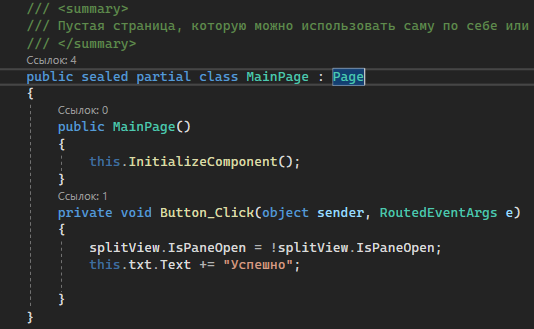 /// <summary>
/// Пустая страница, которую можно использовать саму по себе или
/// </summary>
Ссылок: 4
public sealed partial class MainPage : Page
{
Ссылок: 0
public MainPage()
{
this.InitializeComponent();
}
Ссылок: 1
private void Button_Click(object sender, RoutedEventArgs e)
{
splitView.IsPaneOpen = !splitView.IsPaneOpen;
this.txt.Text += "Успешно";
}
}